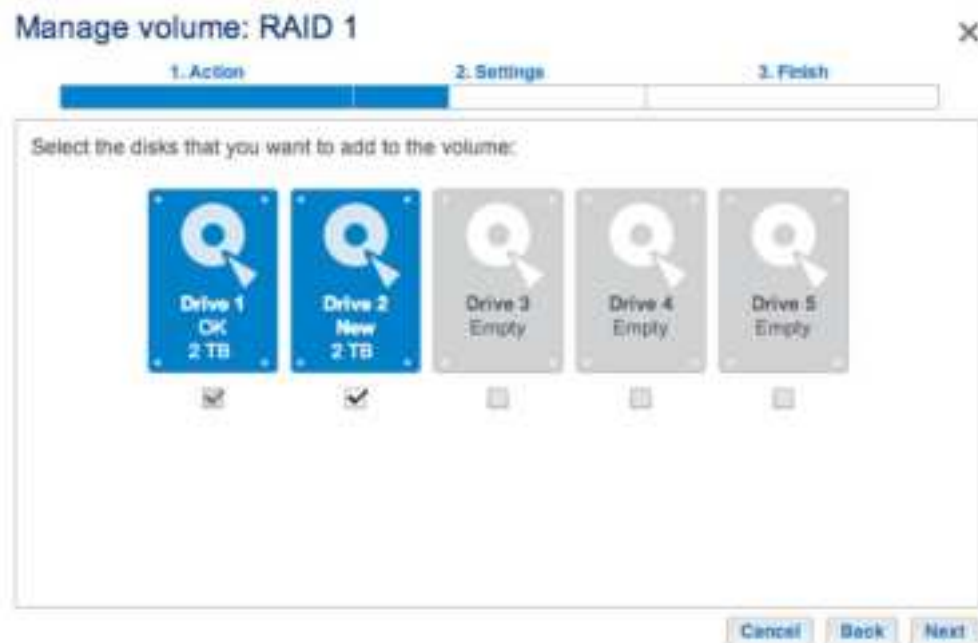 Manage volume: RAID 1
1. Action
2. Settings
3. Finish
Select the disks that you want to add to the volume:
Drive 1
OK
2 TB
Drive 2
New
2 TB
Drive 3
Empty
Drive 4
Empty
Drive 5
Empty
Cancel
Back
Next